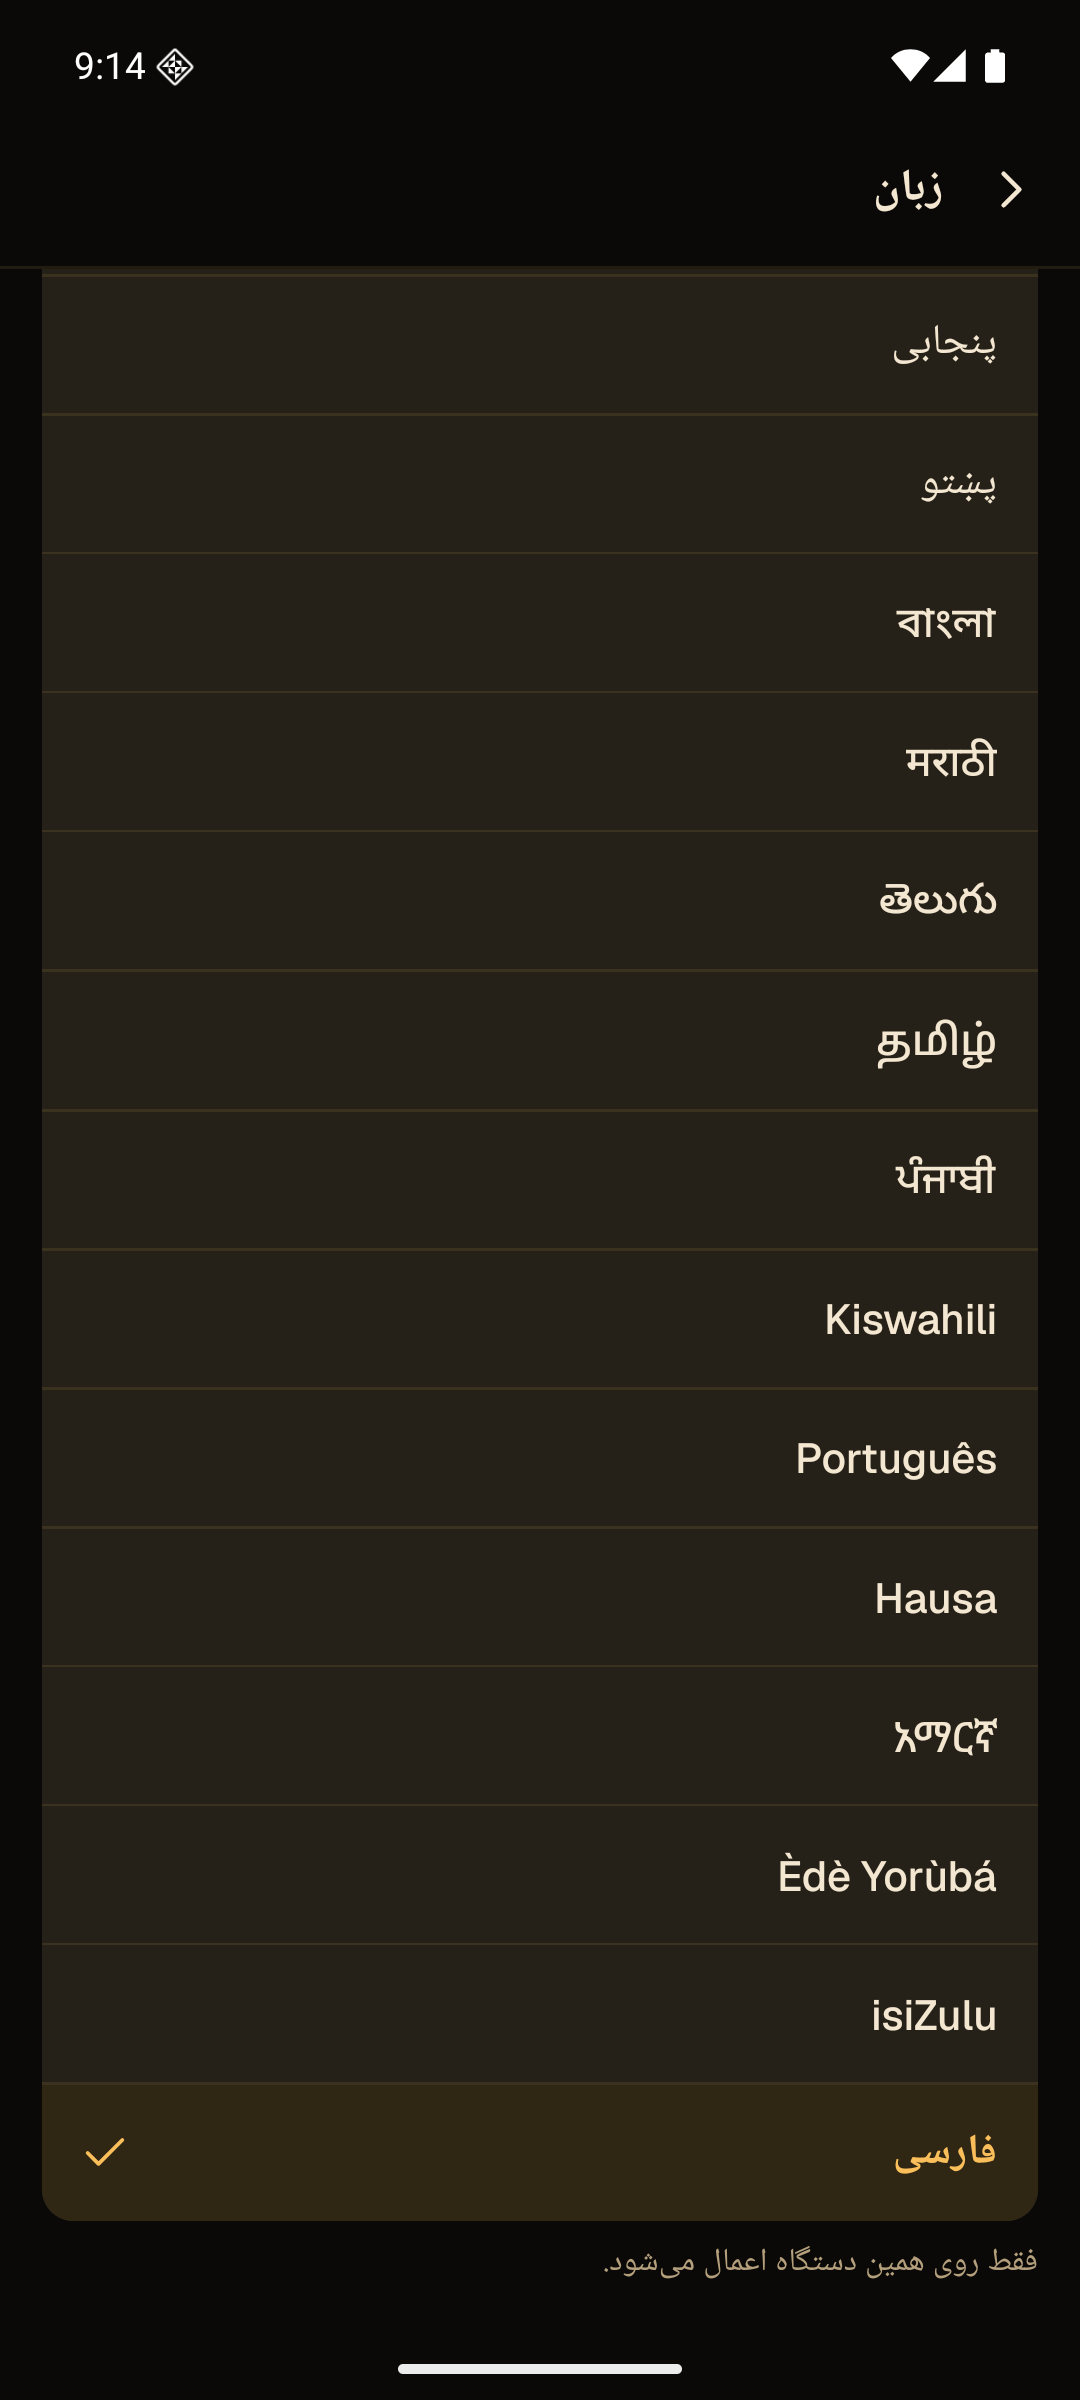 9:14
زبان
پنجابی
پښتو
বাংলা
मराठी
తెలుగు
தமிழ்
ਪੰਜਾਬੀ
Kiswahili
Português
Hausa
አማርኛ
Èdè Yorùbá
isiZulu
فارسی
فقط روی همین دستگاه اعمال می‌شود.